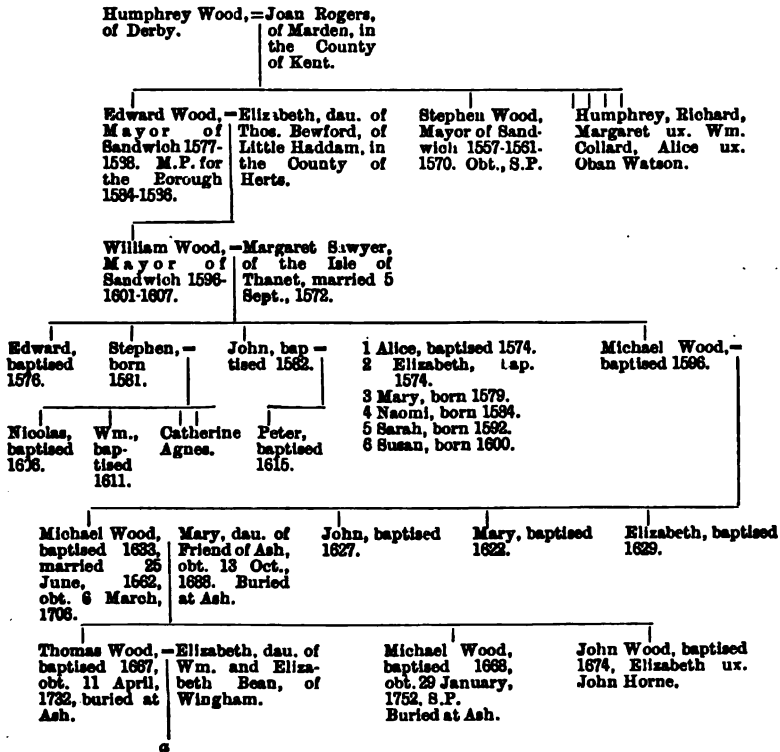 Humphrey Wood,=Joan Rogers,
of Derby. of Marden, in
the County
of Kent.
Edward Wood,
Mayor of
Sandwich 1577-
1598. M.P. for
the Borough
1584-1596.
=Elizabeth, dau. of
Thos. Bewford, of
Little Haddam, in
the County of
Herts.
Stephen Wood,
Mayor of Sand-
wich 1557-1561-
1570. Obt., S.P.
Humphrey, Richard,
Margaret ux. Wm.
Collard, Alice ux.
Oban Watson.
William Wood,
Mayor of
Sandwich 1596-
1601-1607.
=Margaret Sawyer,
of the Isle of
Thanet, married 5
Sept., 1572.
Edward,
baptised
1576.
Stephen,=
born
1581.
John, bap=
tised 1582.
1 Alice, baptised 1574.
2 Elizabeth, bap.
1574.
3 Mary, born 1579.
4 Naomi, born 1584.
5 Sarah, born 1592.
6 Susan, born 1600.
Michael Wood,=
baptised 1596.
Nicolas,
baptised
Wm.,
bap-
tised
1611.
Catherine
Agnes.
Peter,
baptised
1615.
Michael Wood,
baptised 1633,
married 25
June, 1662,
obt. 6 March,
1706.
Mary, dau. of
Friend of Ash,
obt. 13 Oct.,
1688. Buried
at Ash.
John, baptised
1627.
Mary, baptised
1622.
Elizabeth, baptised
1629.
Thomas Wood,
baptised 1667,
obt. 11 April,
1732, buried at
Ash.
=Elizabeth, dau. of
Wm. and Eliza-
beth Bean, of
Wingham.
Michael Wood,
baptised 1668,
obt. 29 January,
1752, S.P.
Buried at Ash.
John Wood, baptised
1674, Elizabeth ux.
John Horne.
a